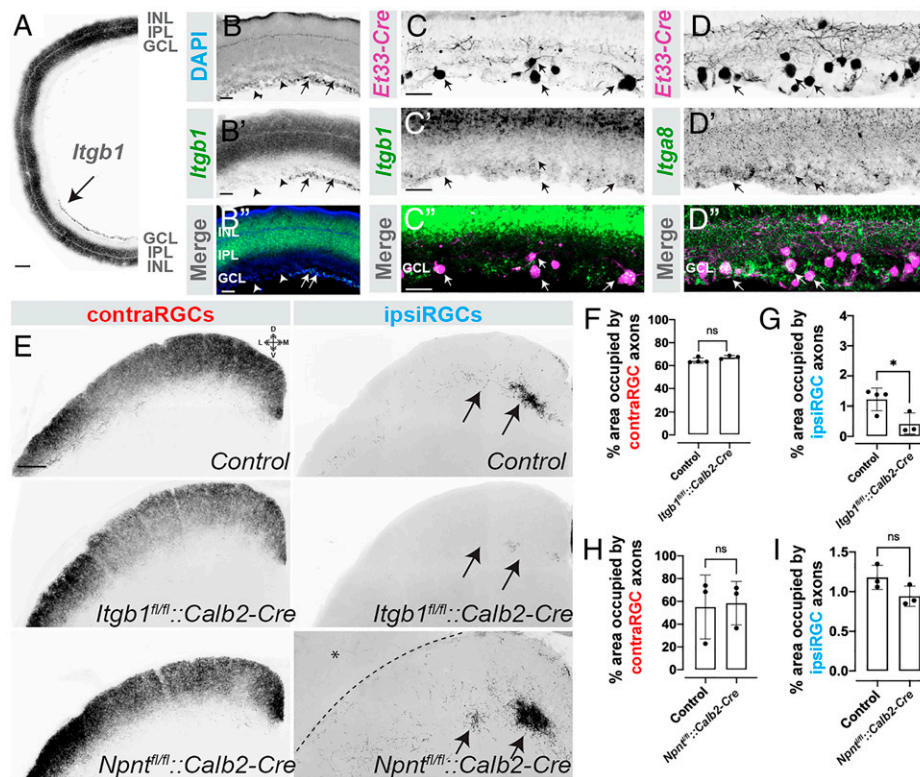 A
INL
IPL
GCL
Itgb1
GCL
IPL
INL
B
DAPI
B'
Itgb1
B"
Merge
INL
IPL
GCL
C
Et33-Cre
C'
Itgb1
C"
Merge
GCL
D
Et33-Cre
D'
Itga8
D"
Merge
GCL
E
contraRGCs
ipsiRGCs
D
L M
V
Control
Control
Itgb1fl/fl::Calb2-Cre
Itgb1fl/fl::Calb2-Cre
Npntfl/fl::Calb2-Cre
*
Npntfl/fl::Calb2-Cre
F
% area occupied by
contraRGC axons
100
80
60
40
20
0
ns
Control
Itgb1fl/fl::Calb2-Cre
G
% area occupied by
ipsiRGC axons
4
3
2
1
0
*
Control
Itgb1fl/fl::Calb2-Cre
H
% area occupied by
contraRGC axons
100
80
60
40
20
0
ns
Control
Npntfl/fl::Calb2-Cre
I
% area occupied by
ipsiRGC axons
1.5
1.0
0.5
0.0
ns
Control
Npntfl/fl::Calb2-Cre